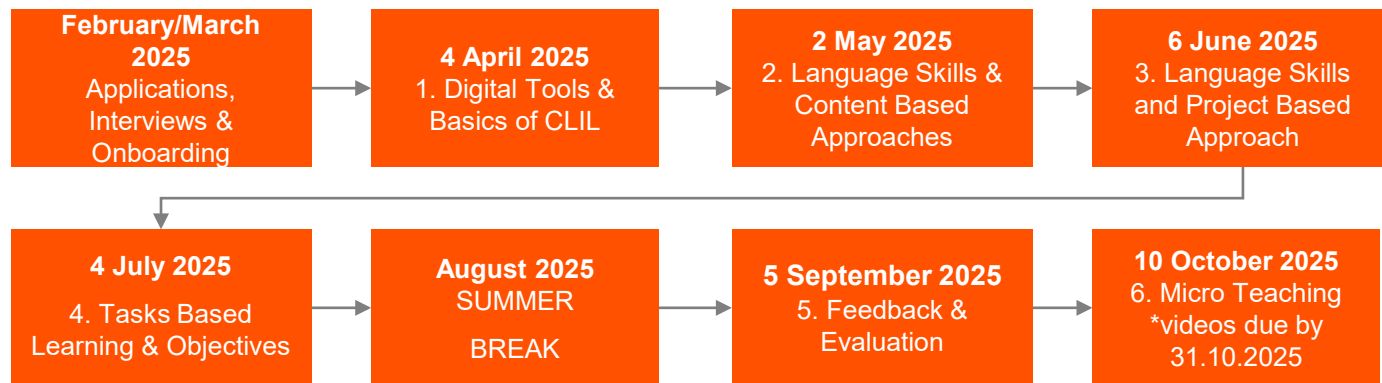 February/March
2025
Applications,
Interviews &
Onboarding
4 April 2025
1. Digital Tools &
Basics of CLIL
2 May 2025
2. Language Skills &
Content Based
Approaches
6 June 2025
3. Language Skills
and Project Based
Approach
4 July 2025
4. Tasks Based
Learning & Objectives
August 2025
SUMMER
BREAK
5 September 2025
5. Feedback &
Evaluation
10 October 2025
6. Micro Teaching
*videos due by
31.10.2025